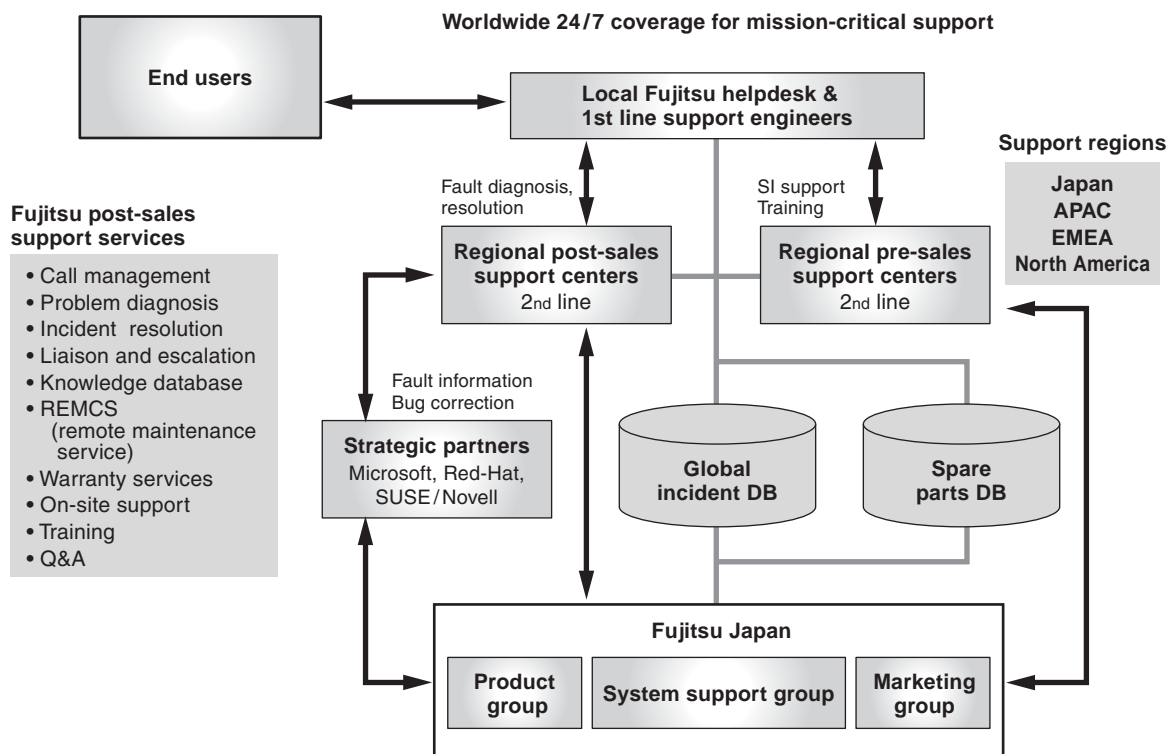 Worldwide 24/7 coverage for mission-critical support
End users
Local Fujitsu helpdesk &
1st line support engineers
Support regions
Japan
APAC
EMEA
North America
Fault diagnosis,
resolution
SI support
Training
Fujitsu post-sales
support services
• Call management
• Problem diagnosis
• Incident resolution
• Liaison and escalation
• Knowledge database
• REMCS
(remote maintenance
service)
• Warranty services
• On-site support
• Training
• Q&A
Regional post-sales
support centers
2nd line
Regional pre-sales
support centers
2nd line
Fault information
Bug correction
Strategic partners
Microsoft, Red-Hat,
SUSE/Novell
Global
incident DB
Spare
parts DB
Fujitsu Japan
Product
group
System support group
Marketing
group